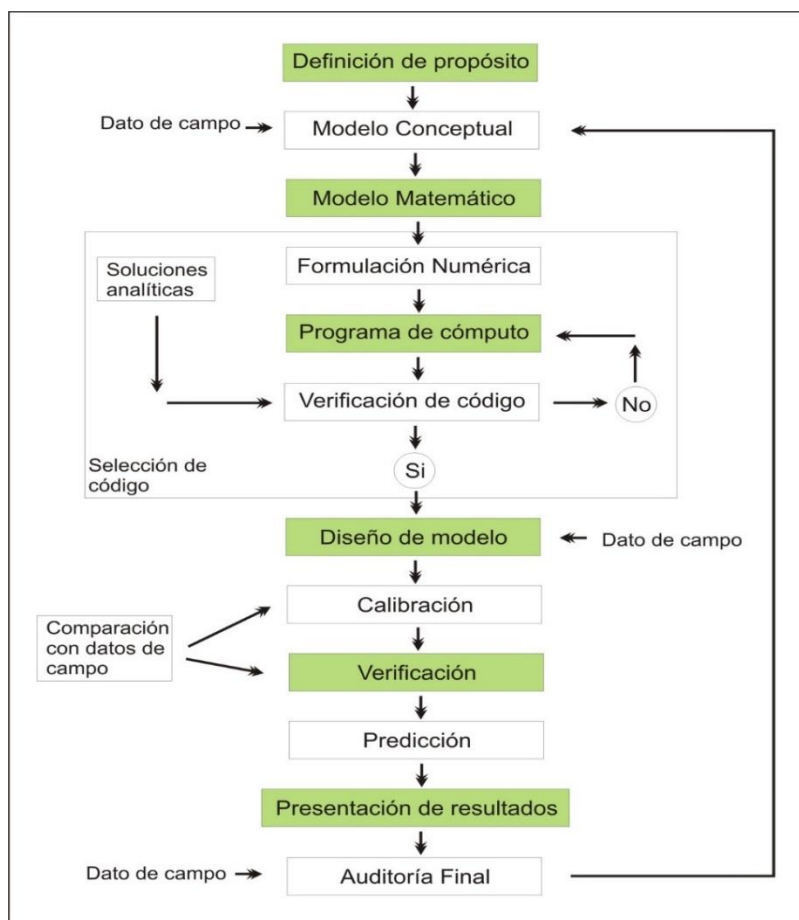 Definición de propósito
Dato de campo
Modelo Conceptual
Modelo Matemático
Formulación Numérica
Soluciones
analíticas
Programa de cómputo
Verificación de código
No
Si
Selección de
código
Diseño de modelo
Dato de campo
Calibración
Comparación
con datos de
campo
Verificación
Predicción
Presentación de resultados
Dato de campo
Auditoría Final